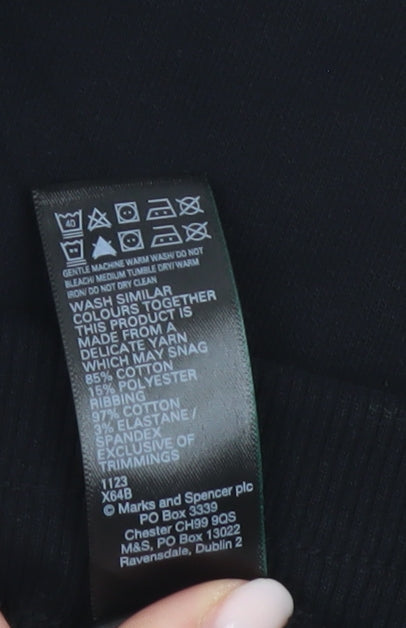 40
GENTLE MACHINE WARM WASH/ DO NOT
BLEACH/ MEDIUM TUMBLE DRY/ WARM
IRON/ DO NOT DRY CLEAN
WASH SIMILAR
COLOURS TOGETHER
THIS PRODUCT IS
MADE FROM A
DELICATE YARN
WHICH MAY SNAG
85% COTTON
15% POLYESTER
RIBBING
97% COTTON
3% ELASTANE/
SPANDEX
EXCLUSIVE OF
TRIMMINGS
1123
X64B
© Marks and Spencer plc
PO Box 3339
Chester CH99 9QS
M&S, PO Box 13022
Ravensdale, Dublin 2